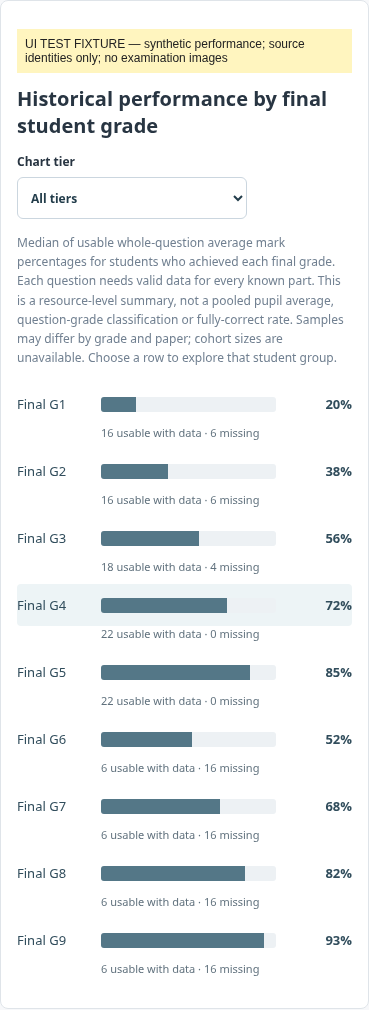 UI TEST FIXTURE — synthetic performance; source
identities only; no examination images
Historical performance by final
student grade
Chart tier
All tiers
Median of usable whole-question average mark
percentages for students who achieved each final grade.
Each question needs valid data for every known part. This
is a resource-level summary, not a pooled pupil average,
question-grade classification or fully-correct rate. Samples
may differ by grade and paper; cohort sizes are
unavailable. Choose a row to explore that student group.
Final G1 20%
16 usable with data · 6 missing
Final G2 38%
16 usable with data · 6 missing
Final G3 56%
18 usable with data · 4 missing
Final G4 72%
22 usable with data · 0 missing
Final G5 85%
22 usable with data · 0 missing
Final G6 52%
6 usable with data · 16 missing
Final G7 68%
6 usable with data · 16 missing
Final G8 82%
6 usable with data · 16 missing
Final G9 93%
6 usable with data · 16 missing